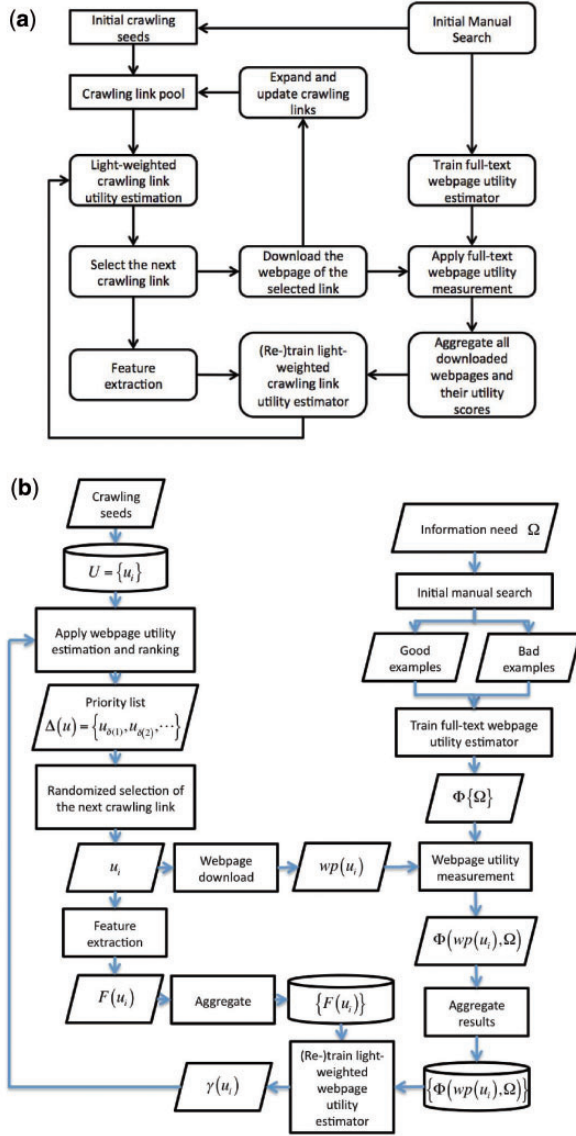 (a)
Initial crawling
seeds
Initial Manual
Search
Crawling link pool
Expand and
update crawling
links
Light-weighted
crawling link
utility estimation
Train full-text
webpage utility
estimator
Select the next
crawling link
Download the
webpage of the
selected link
Apply full-text
webpage utility
measurement
Feature
extraction
(Re-)train light-
weighted
crawling link
utility estimator
Aggregate all
downloaded
webpages and
their utility
scores
(b)
Crawling
seeds
Information need Ω
U = {u_i}
Initial manual search
Apply webpage utility
estimation and ranking
Good
examples
Bad
examples
Priority list
Δ(u) = {u_δ(1), u_δ(2), ⋯}
Train full-text webpage
utility estimator
Randomized selection of
the next crawling link
Φ{Ω}
u_i
Webpage
download
wp(u_i)
Webpage utility
measurement
Feature
extraction
Φ(wp(u_i),Ω)
F(u_i)
Aggregate
{F(u_i)}
Aggregate
results
γ(u_i)
(Re-)train light-
weighted
webpage
utility
estimator
{Φ(wp(u_i),Ω)}